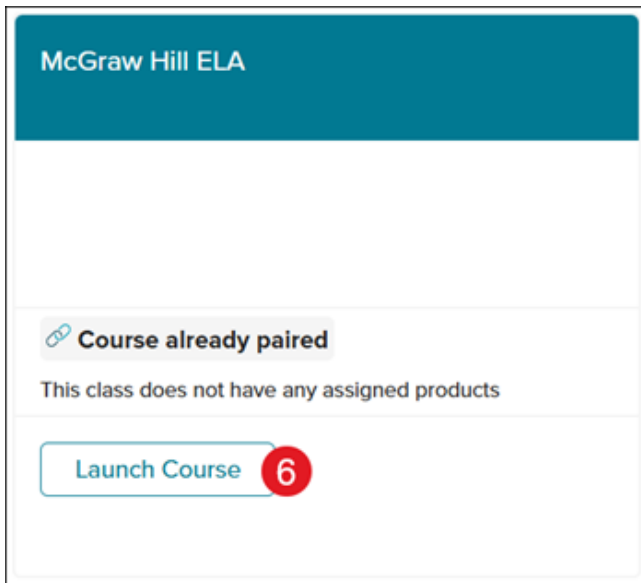 McGraw Hill ELA
Course already paired
This class does not have any assigned products
Launch Course 6